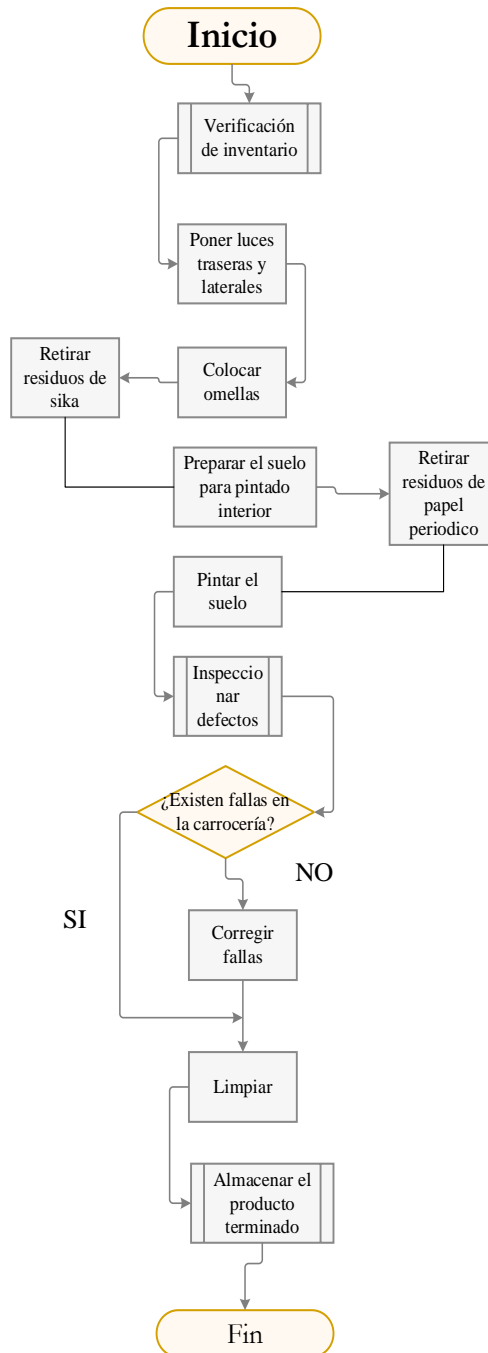 Inicio
Verificación
de inventario
Poner luces
traseras y
laterales
Colocar
omellas
Retirar
residuos de
sika
Preparar el suelo
para pintado
interior
Retirar
residuos de
papel
periodico
Pintar el
suelo
Inspeccio
nar
defectos
¿Existen fallas en
la carrocería?
NO
SI
Corregir
fallas
Limpiar
Almacenar el
producto
terminado
Fin